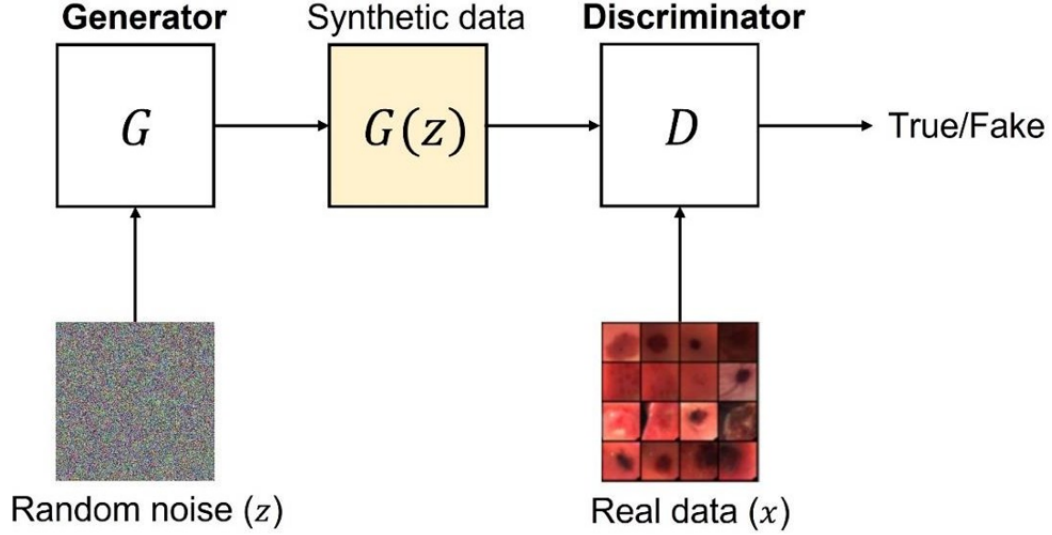 Generator
Synthetic data
Discriminator
G
G(z)
D
True/Fake
Random noise (z)
Real data (x)